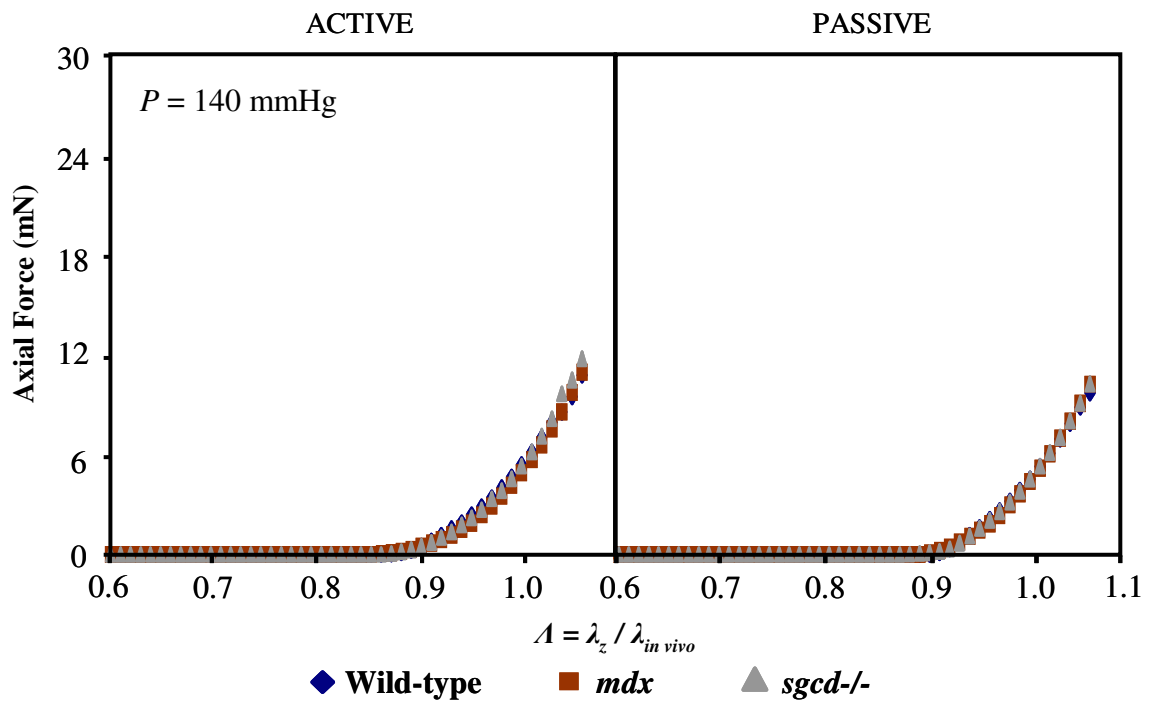 ACTIVE PASSIVE
30
P = 140 mmHg
24
18
12
6
0
Axial Force (mN)
0.6 0.7 0.8 0.9 1.0 0.6 0.7 0.8 0.9 1.0 1.1
Λ = λz / λin vivo
Wild-type mdx sgcd-/-